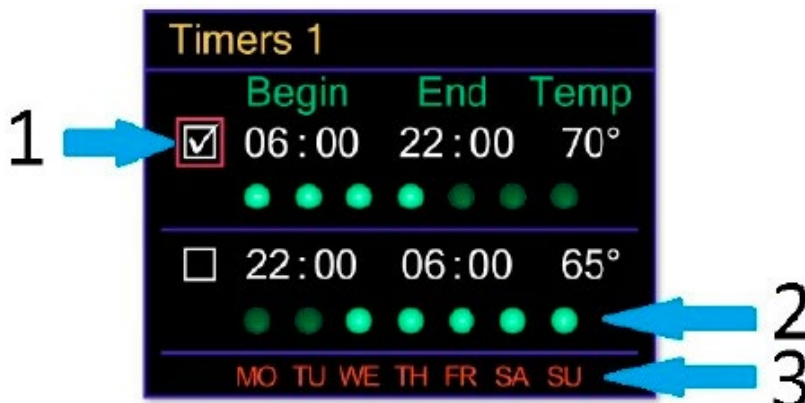 Timers 1
Begin End Temp
1 06:00 22:00 70°
22:00 06:00 65°
2
MO TU WE TH FR SA SU
3